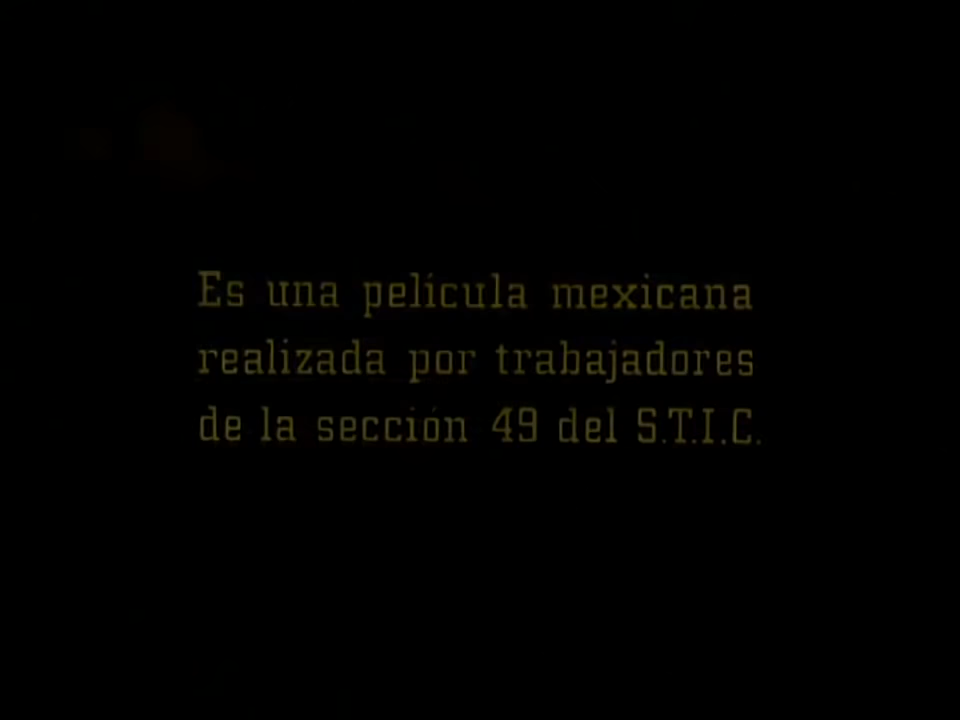 Es una película mexicana
realizada por trabajadores
de la sección 49 del S.T.I.C.